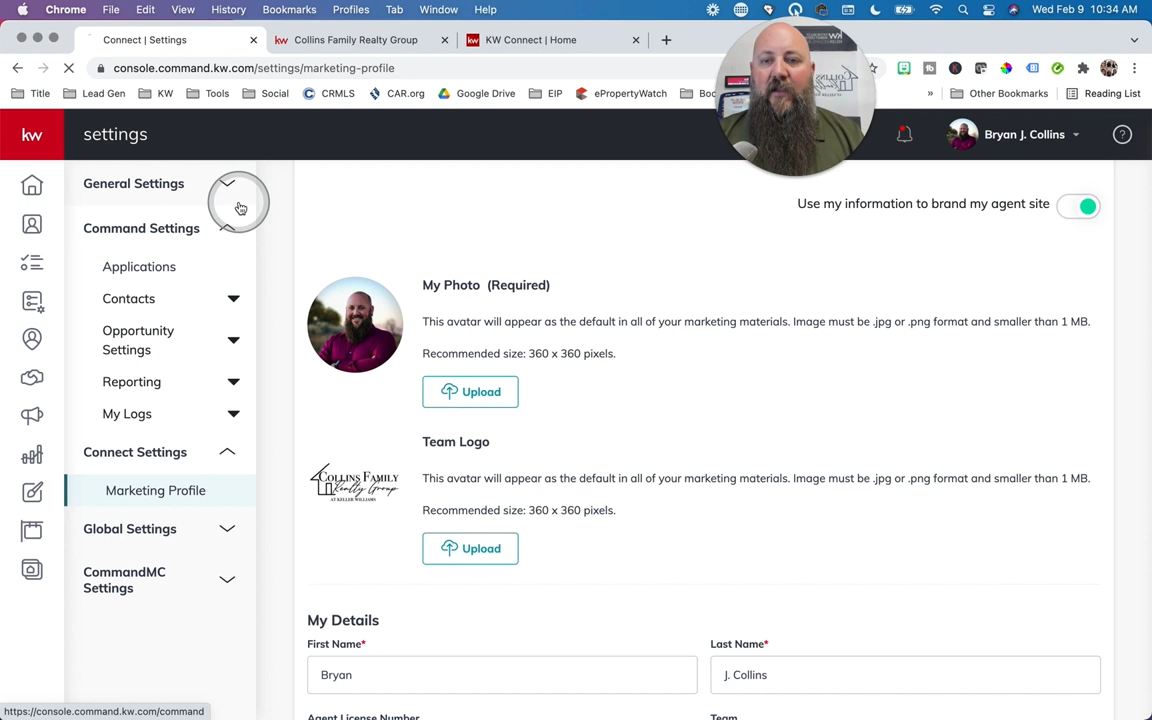 Chrome File Edit View History Bookmarks Profiles Tab Window Help Wed Feb 9 10:34 AM
Connect | Settings Collins Family Realty Group KW Connect | Home
console.command.kw.com/settings/marketing-profile
Title Lead Gen KW Tools Social CRMLS CAR.org Google Drive EIP ePropertyWatch » Other Bookmarks Reading List
kw settings Bryan J. Collins
General Settings
Command Settings
Applications
Contacts
Opportunity
Settings
Reporting
My Logs
Connect Settings
Marketing Profile
Global Settings
CommandMC
Settings
Use my information to brand my agent site
My Photo (Required)
This avatar will appear as the default in all of your marketing materials. Image must be .jpg or .png format and smaller than 1 MB.
Recommended size: 360 x 360 pixels.
Upload
Team Logo
COLLINS FAMILY
Realty Group
AT KELLER WILLIAMS
This avatar will appear as the default in all of your marketing materials. Image must be .jpg or .png format and smaller than 1 MB.
Recommended size: 360 x 360 pixels.
Upload
My Details
First Name* Last Name*
Bryan J. Collins
Agent License Number Team
https://console.command.kw.com/command